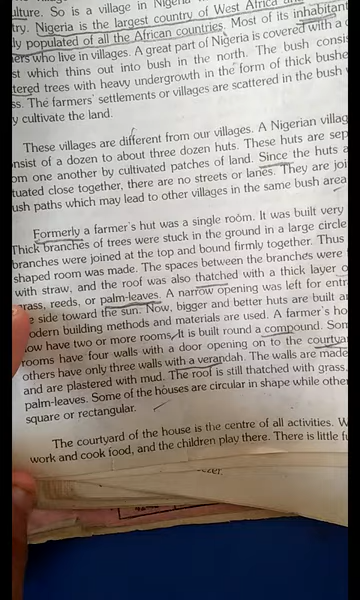 ulture. So is a village in Nigeria
try. Nigeria is the largest country of West Africa and
ly populated of all the African countries. Most of its inhabitant
ers who live in villages. A great part of Nigeria is covered with a
st which thins out into bush in the north. The bush consis
tered trees with heavy undergrowth in the form of thick bushe
ss. The farmers' settlements or villages are scattered in the bush
y cultivate the land.
These villages are different from our villages. A Nigerian villag
onsist of a dozen to about three dozen huts. These huts are sep
om one another by cultivated patches of land. Since the huts a
tuated close together, there are no streets or lanes. They are joi
ush paths which may lead to other villages in the same bush area
Formerly a farmer's hut was a single room. It was built very
Thick branches of trees were stuck in the ground in a large circle
branches were joined at the top and bound firmly together. Thus
shaped room was made. The spaces between the branches were
with straw, and the roof was also thatched with a thick layer o
rass, reeds, or palm-leaves. A narrow opening was left for entr
e side toward the sun. Now, bigger and better huts are built an
odern building methods and materials are used. A farmer's ho
ow have two or more rooms. It is built round a compound. Som
rooms have four walls with a door opening on to the courtya
others have only three walls with a verandah. The walls are made
and are plastered with mud. The roof is still thatched with grass,
palm-leaves. Some of the houses are circular in shape while othe
square or rectangular.
The courtyard of the house is the centre of all activities. W
work and cook food, and the children play there. There is little f